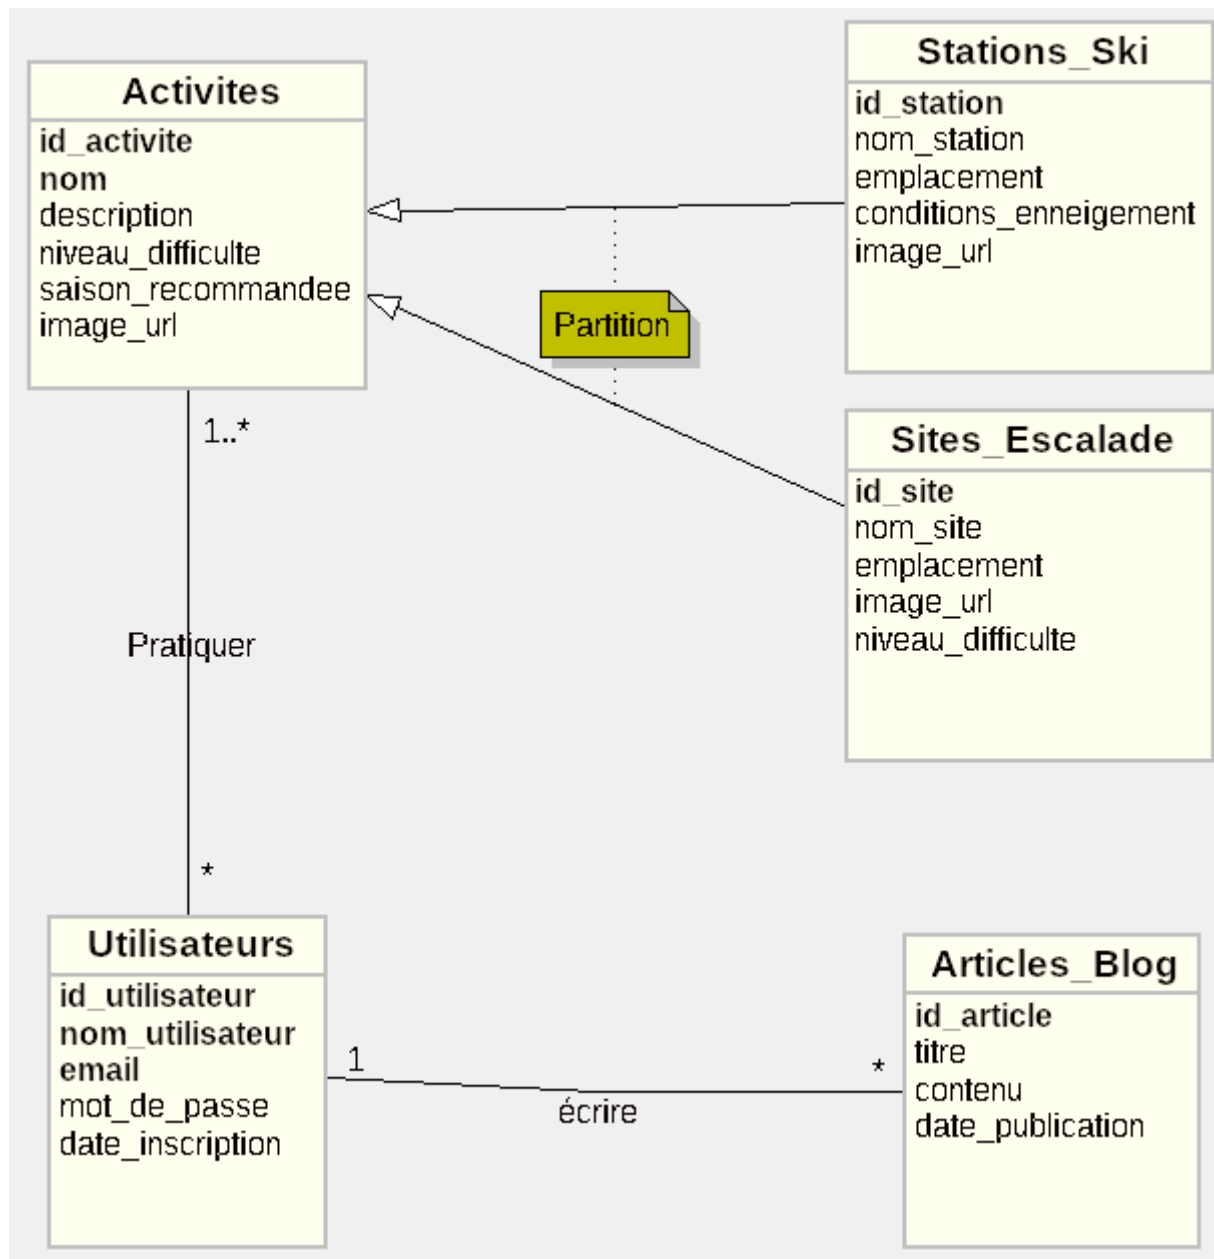 Activites
id_activite
nom
description
niveau_difficulte
saison_recommandee
image_url
Stations_Ski
id_station
nom_station
emplacement
conditions_enneigement
image_url
Partition
Sites_Escalade
id_site
nom_site
emplacement
image_url
niveau_difficulte
1..*
Pratiquer
*
Utilisateurs
id_utilisateur
nom_utilisateur
email
mot_de_passe
date_inscription
1
écrire
*
Articles_Blog
id_article
titre
contenu
date_publication